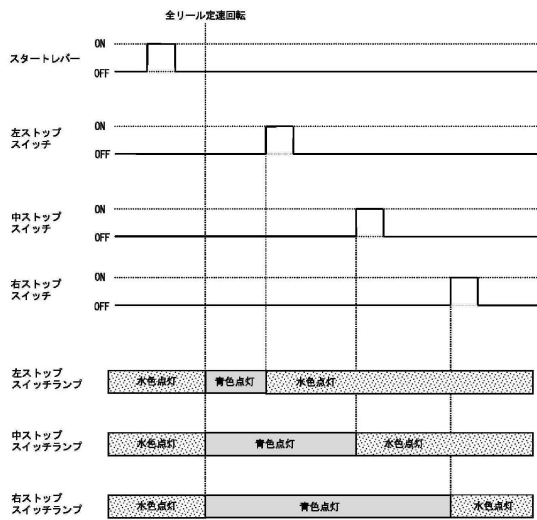 全リール定速回転
スタートレバー
ON
OFF
左ストップ
スイッチ
ON
OFF
中ストップ
スイッチ
ON
OFF
右ストップ
スイッチ
ON
OFF
左ストップ
スイッチランプ
水色点灯
青色点灯
水色点灯
中ストップ
スイッチランプ
水色点灯
青色点灯
水色点灯
右ストップ
スイッチランプ
水色点灯
青色点灯
水色点灯